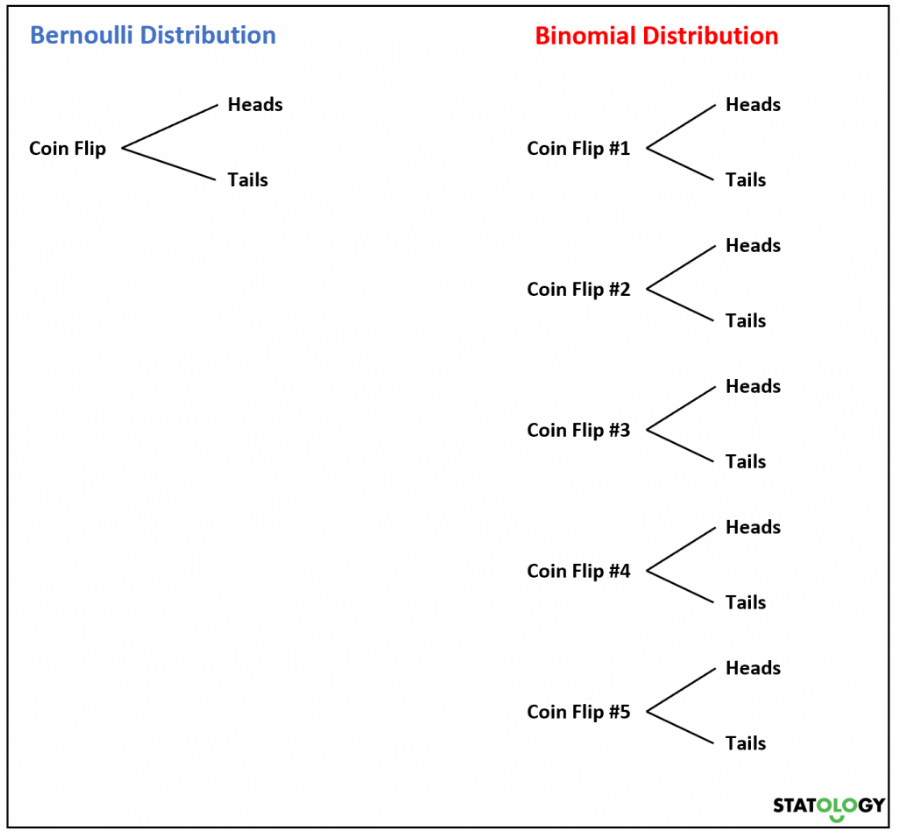 Bernoulli Distribution
Heads
Coin Flip
Tails
Binomial Distribution
Heads
Coin Flip #1
Tails
Heads
Coin Flip #2
Tails
Heads
Coin Flip #3
Tails
Heads
Coin Flip #4
Tails
Heads
Coin Flip #5
Tails
STATOLOGY